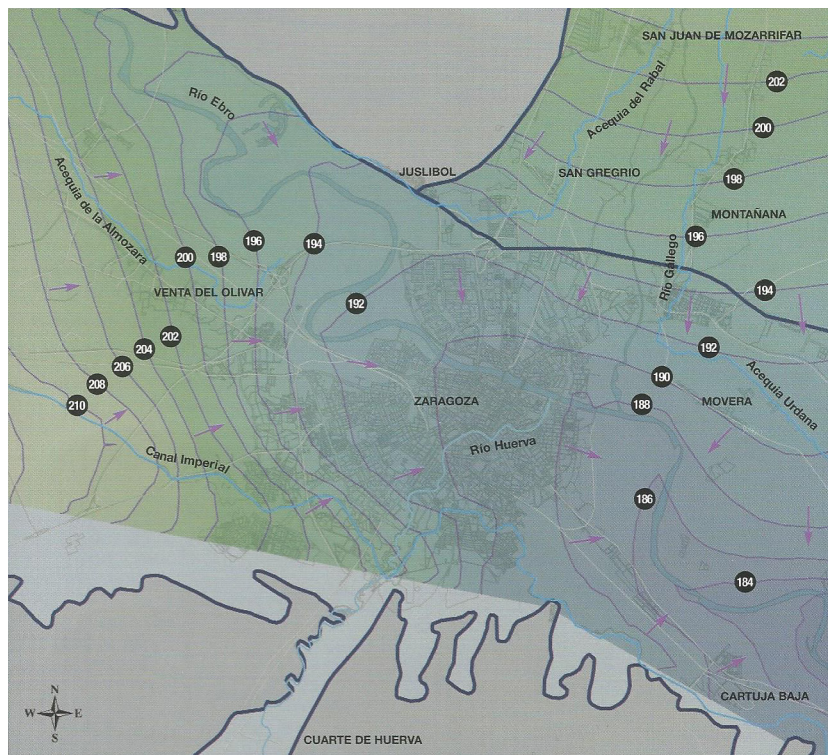 SAN JUAN DE MOZARRIFAR
202
Río Ebro
Acequia del Rabal
200
Acequia de la Almozara
JUSLIBOL
SAN GREGRIO
198
MONTAÑANA
200
198
196
194
196
Río Gállego
VENTA DEL OLIVAR
192
194
210
208
206
204
202
192
190
188
Acequia Urdana
ZARAGOZA
MOVERA
Río Huerva
Canal Imperial
186
184
N
W
E
S
CARTUJA BAJA
CUARTE DE HUERVA